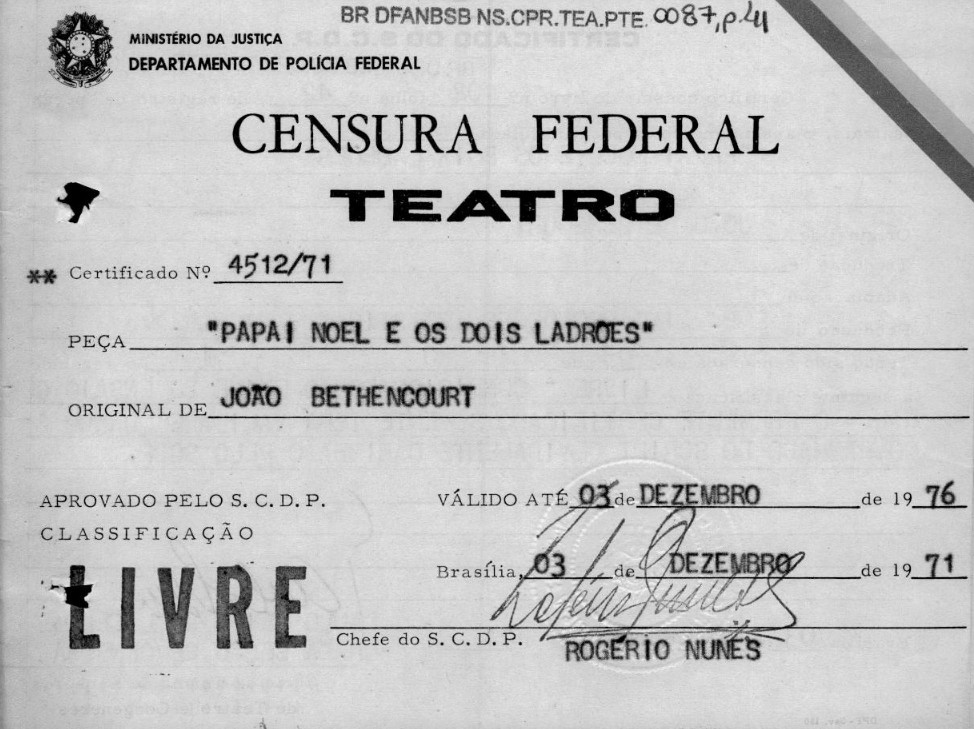 BR DFANBSB NS.CPR.TEA.PTE. 0087, p.41
MINISTÉRIO DA JUSTIÇA
DEPARTAMENTO DE POLÍCIA FEDERAL
CENSURA FEDERAL
TEATRO
** Certificado Nº 4512/71
PEÇA "PAPAI NOEL E OS DOIS LADRÕES"
ORIGINAL DE JOÃO BETHENCOURT
APROVADO PELO S. C. D. P.
CLASSIFICAÇÃO
LIVRE
VÁLIDO ATÉ 03 de DEZEMBRO de 19 76
Brasília, 03 de DEZEMBRO de 19 71
Chefe do S. C. D. P.
ROGÉRIO NUNES